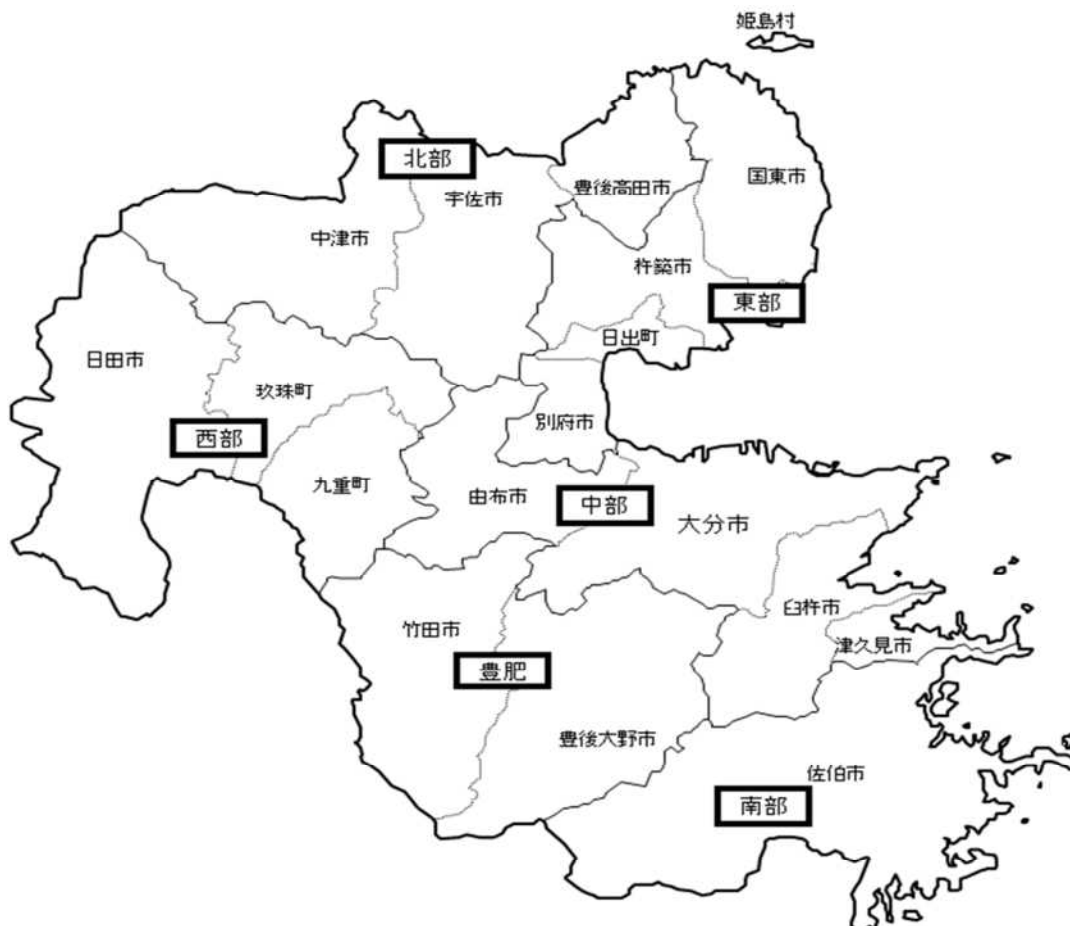 姫島村
北部
豊後高田市
国東市
宇佐市
中津市
杵築市
東部
日出町
日田市
玖珠町
別府市
西部
九重町
由布市
中部
大分市
臼杵市
竹田市
津久見市
豊肥
豊後大野市
佐伯市
南部